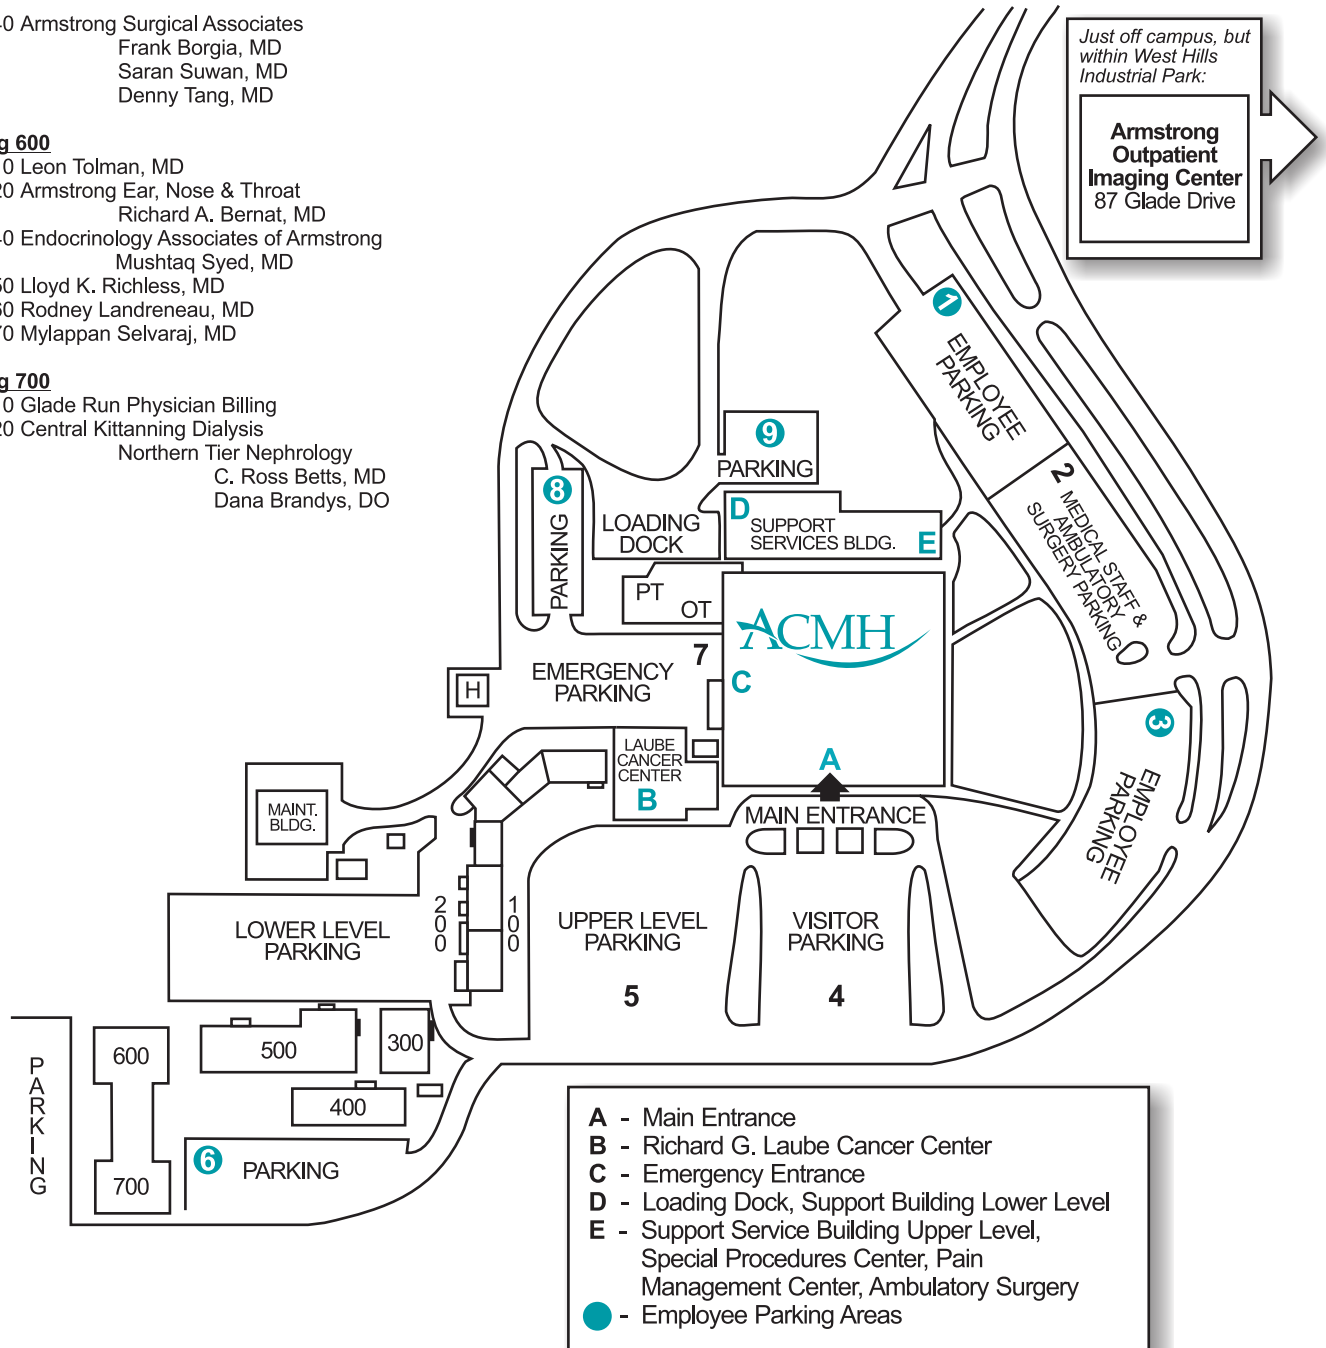 40 Armstrong Surgical Associates
Frank Borgia, MD
Saran Suwan, MD
Denny Tang, MD
g 600
10 Leon Tolman, MD
20 Armstrong Ear, Nose & Throat
Richard A. Bernat, MD
40 Endocrinology Associates of Armstrong
Mushtaq Syed, MD
50 Lloyd K. Richless, MD
60 Rodney Landreneau, MD
70 Mylappan Selvaraj, MD
g 700
10 Glade Run Physician Billing
20 Central Kittanning Dialysis
Northern Tier Nephrology
C. Ross Betts, MD
Dana Brandys, DO
Just off campus, but
within West Hills
Industrial Park:
Armstrong
Outpatient
Imaging Center
87 Glade Drive
1
EMPLOYEE
PARKING
2
MEDICAL STAFF &
AMBULATORY
SURGERY PARKING
3
EMPLOYEE
PARKING
9
PARKING
8
PARKING
LOADING
DOCK
D
SUPPORT
SERVICES BLDG.
E
PT
OT
ACMH
7
EMERGENCY
PARKING
C
H
LAUBE
CANCER
CENTER
B
A
MAIN ENTRANCE
MAINT.
BLDG.
LOWER LEVEL
PARKING
200
100
UPPER LEVEL
PARKING
5
VISITOR
PARKING
4
PARKING
600
500
300
400
700
6
PARKING
A - Main Entrance
B - Richard G. Laube Cancer Center
C - Emergency Entrance
D - Loading Dock, Support Building Lower Level
E - Support Service Building Upper Level,
Special Procedures Center, Pain
Management Center, Ambulatory Surgery
- Employee Parking Areas